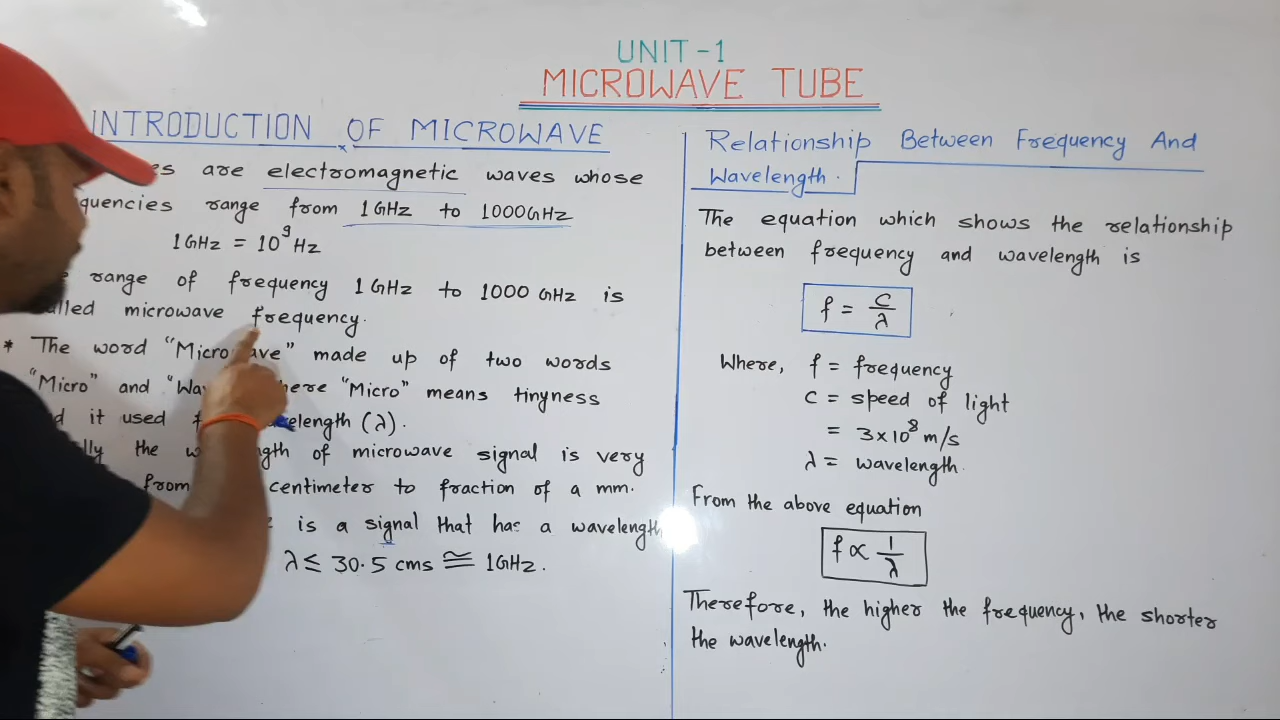 UNIT-1
MICROWAVE TUBE
INTRODUCTION OF MICROWAVE
are electromagnetic waves whose
range from 1GHz to 1000GHz
1GHz = 10⁹ Hz
range of frequency 1GHz to 1000 GHz is
microwave frequency.
* The word "Microwave" made up of two words
"Micro" and "Wave" where "Micro" means tinyness
it used wavelength (λ).
the length of microwave signal is very
from centimeter to fraction of a mm.
is a signal that has a wavelength
λ ≤ 30.5 cms ≅ 1GHz.
Relationship Between Frequency And
Wavelength.
The equation which shows the relationship
between frequency and wavelength is
f = c/λ
Where, f = frequency
c = speed of light
= 3×10⁸ m/s
λ = wavelength.
From the above equation
f ∝ 1/λ
Therefore, the higher the frequency, the shorter
the wavelength.